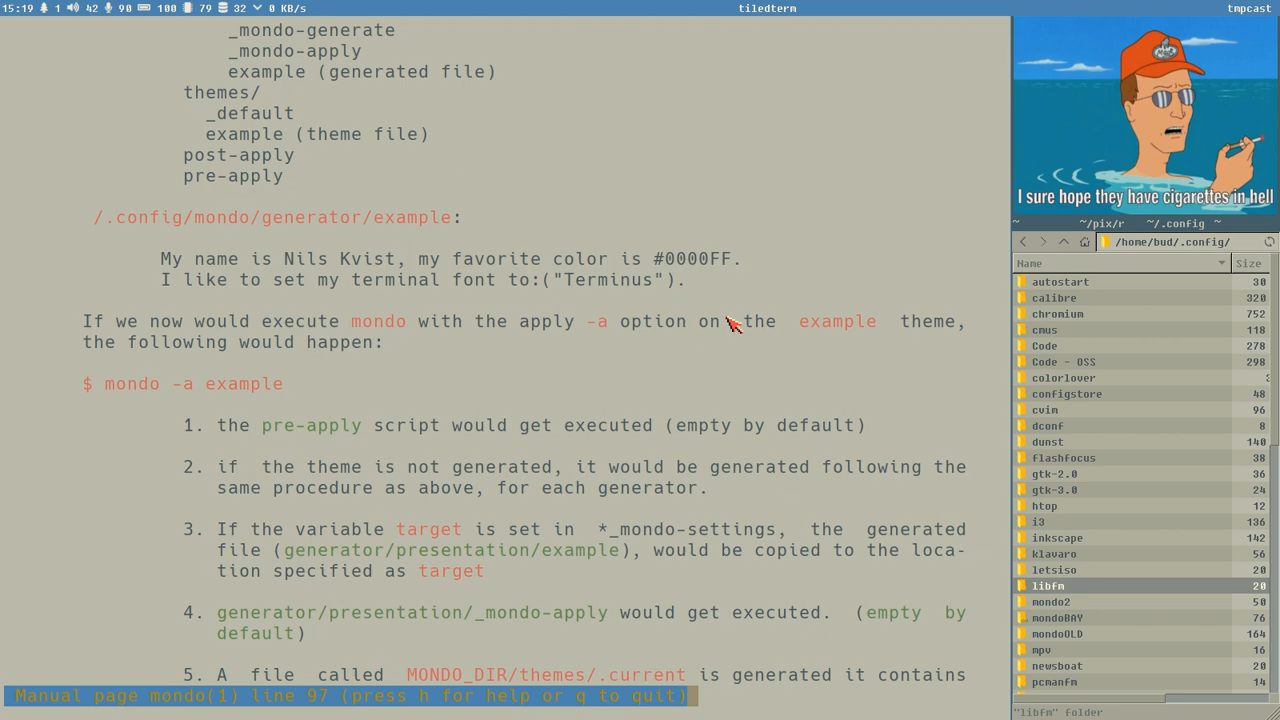 15:19 1 42 90 100 79 32 0 KB/s
tiledterm
tmpcast
_mondo-generate
_mondo-apply
example (generated file)
themes/
_default
example (theme file)
post-apply
pre-apply
/.config/mondo/generator/example:
My name is Nils Kvist, my favorite color is #0000FF.
I like to set my terminal font to:("Terminus").
If we now would execute mondo with the apply -a option on the example theme,
the following would happen:
$ mondo -a example
1. the pre-apply script would get executed (empty by default)
2. if the theme is not generated, it would be generated following the
same procedure as above, for each generator.
3. If the variable target is set in *_mondo-settings, the generated
file (generator/presentation/example), would be copied to the loca-
tion specified as target
4. generator/presentation/_mondo-apply would get executed. (empty by
default)
5. A file called MONDO_DIR/themes/.current is generated it contains
Manual page mondo(1) line 97 (press h for help or q to quit)
I sure hope they have cigarettes in hell
~ ~/pix/r ~/.config ~
/home/bud/.config/
Name Size
autostart 30
calibre 320
chromium 752
cmus 118
Code 278
Code - OSS 298
colorlover
configstore 48
cvim 96
dconf 8
dunst 140
flashfocus 38
gtk-2.0 36
gtk-3.0 24
htop 12
i3 136
inkscape 142
klavaro 56
letsiso 20
libfm 20
mondo2 50
mondoBAY 76
mondoOLD 164
mpv 16
newsboat 20
pcmanfm 14
"libfm" folder